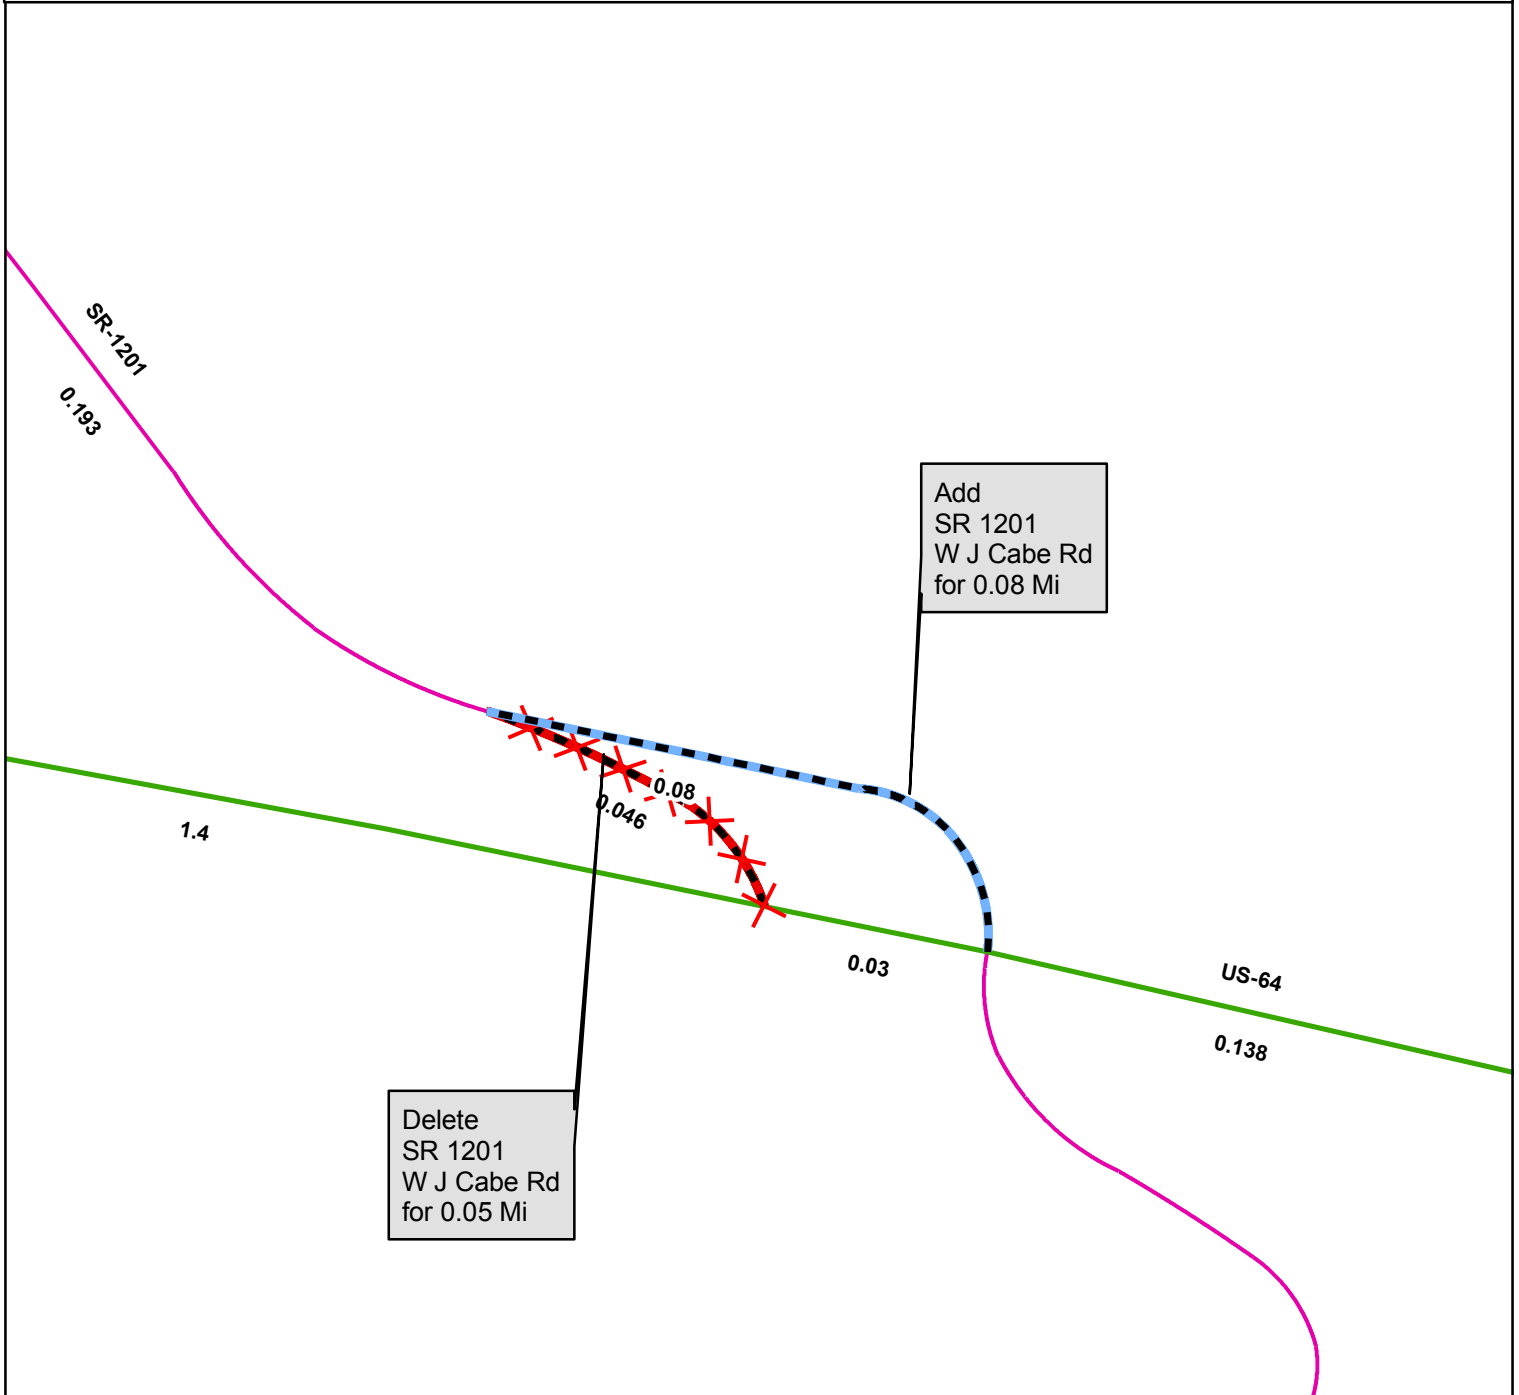 SR-1201
0.193
Add
SR 1201
W J Cabe Rd
for 0.08 Mi
0.08
0.046
1.4
0.03
US-64
0.138
Delete
SR 1201
W J Cabe Rd
for 0.05 Mi